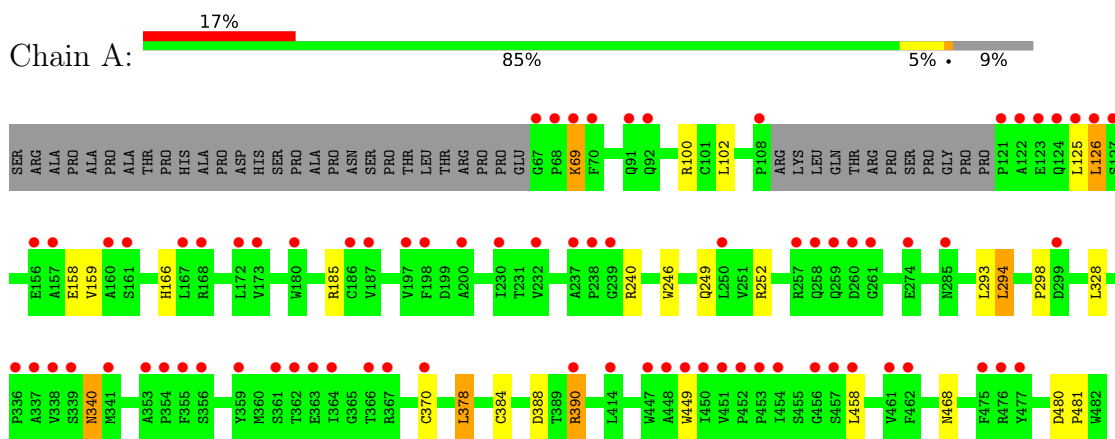 17%
Chain A:
85% 5% • 9%
SER ARG ALA PRO ALA PRO ALA THR PRO HIS ALA PRO ASP HIS SER PRO ALA PRO ASN SER PRO THR LEU THR ARG PRO PRO GLU G67 P68 K69 F70 Q91 Q92 R100 C101 L102 P108 ARG LYS LEU GLN THR ARG PRO SER PRO GLY PRO PRO P121 A122 E123 Q124 L125 L126 S127
E156 A157 E158 V159 A160 S161 H166 L167 R168 L172 V173 W180 R185 C186 V187 V197 F198 D199 A200 I230 T231 V232 A237 P238 G239 R240 W246 Q249 L250 V251 R252 R257 Q258 Q259 D260 G261 E274 N285 L293 L294 P298 D299 L328
P336 A337 V338 S339 N340 M341 A353 P354 F355 S356 Y359 M360 S361 T362 E363 I364 G365 T366 R367 C370 L378 C384 D388 T389 R390 L414 W447 A448 W449 I450 V451 P452 P453 I454 S455 G456 S457 L458 V461 F462 N468 F475 R476 Y477 D480 P481 W482